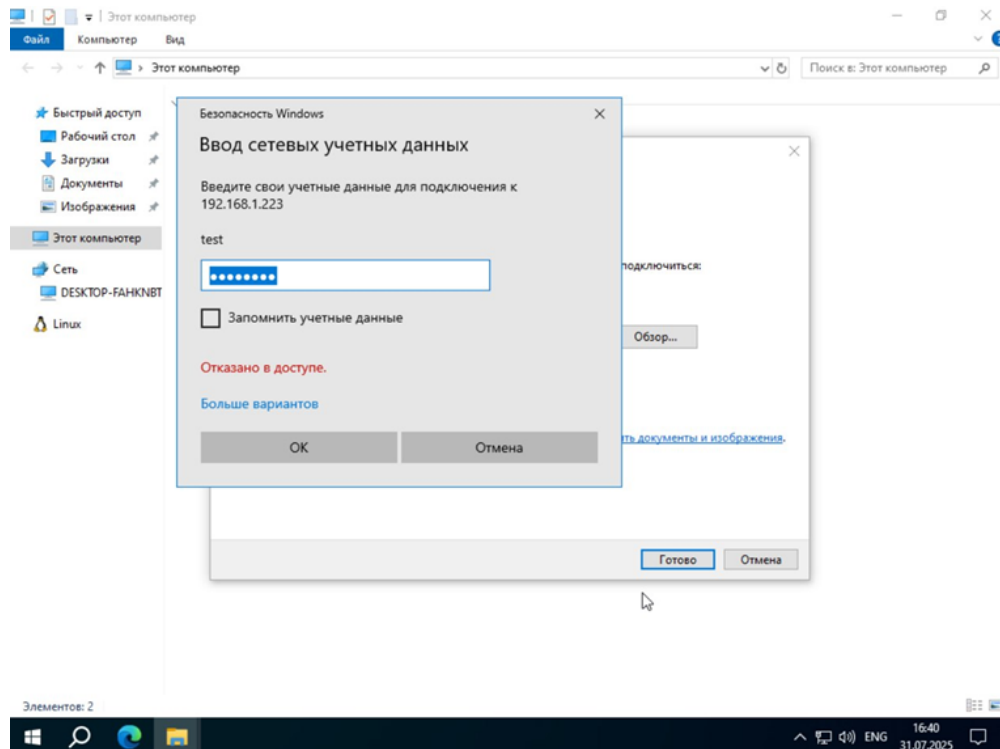 Этот компьютер
Файл
Компьютер
Вид
Этот компьютер
Поиск в: Этот компьютер
Быстрый доступ
Рабочий стол
Загрузки
Документы
Изображения
Этот компьютер
Сеть
DESKTOP-FAHKNBT
Linux
Безопасность Windows
Ввод сетевых учетных данных
Введите свои учетные данные для подключения к
192.168.1.223
test
Запомнить учетные данные
Отказано в доступе.
Больше вариантов
OK
Отмена
подключиться:
Обзор...
ть документы и изображения.
Готово
Отмена
Элементов: 2
ENG
16:40
31.07.2025